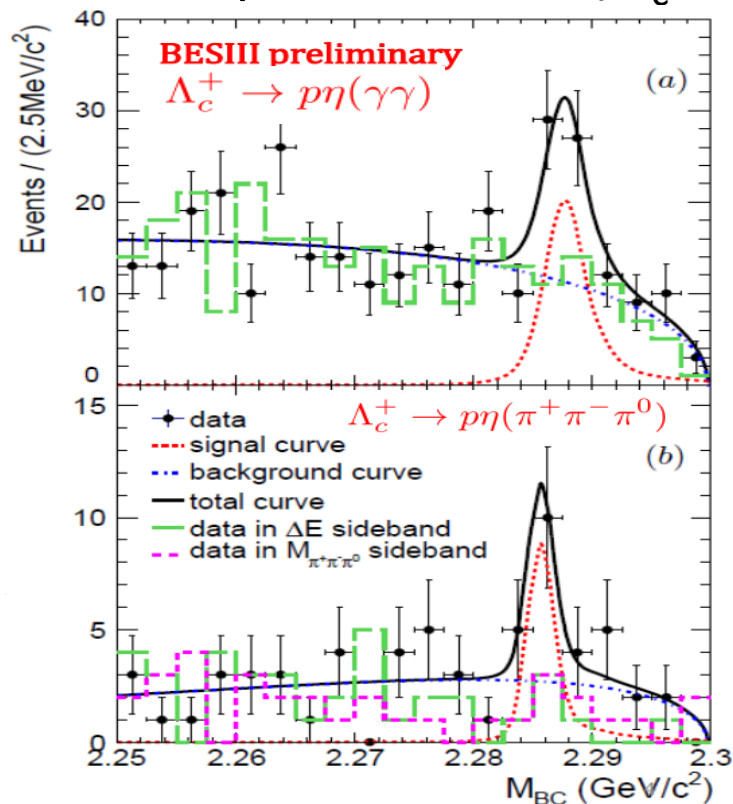 40
30
20
10
0
Events / (2.5MeV/c²)
BESIII preliminary
Λc⁺ → pη(γγ)
(a)
15
10
5
0
Λc⁺ → pη(π⁺π⁻π⁰)
(b)
data
signal curve
background curve
total curve
data in ΔE sideband
data in Mπ⁺π⁻π⁰ sideband
2.25 2.26 2.27 2.28 2.29 2.3
MBC (GeV/c²)